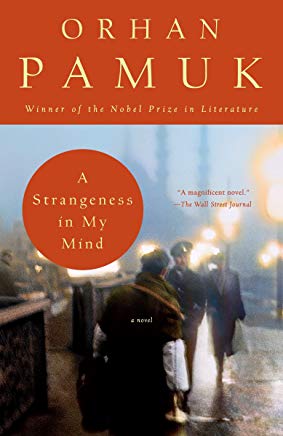 ORHAN
PAMUK
Winner of the Nobel Prize in Literature
A
Strangeness
in My
Mind
"A magnificent novel."
—The Wall Street Journal
a novel